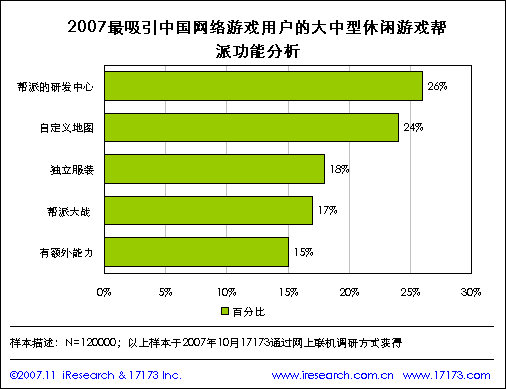 2007最吸引中国网络游戏用户的大中型休闲游戏帮
派功能分析
帮派的研发中心
26%
自定义地图
24%
独立服装
18%
帮派大战
17%
有额外能力
15%
0% 5% 10% 15% 20% 25% 30%
百分比
样本描述：N=120000；以上样本于2007年10月17173通过网上联机调研方式获得
©2007.11 iResearch & 17173 Inc. www.iresearch.com.cn www.17173.com